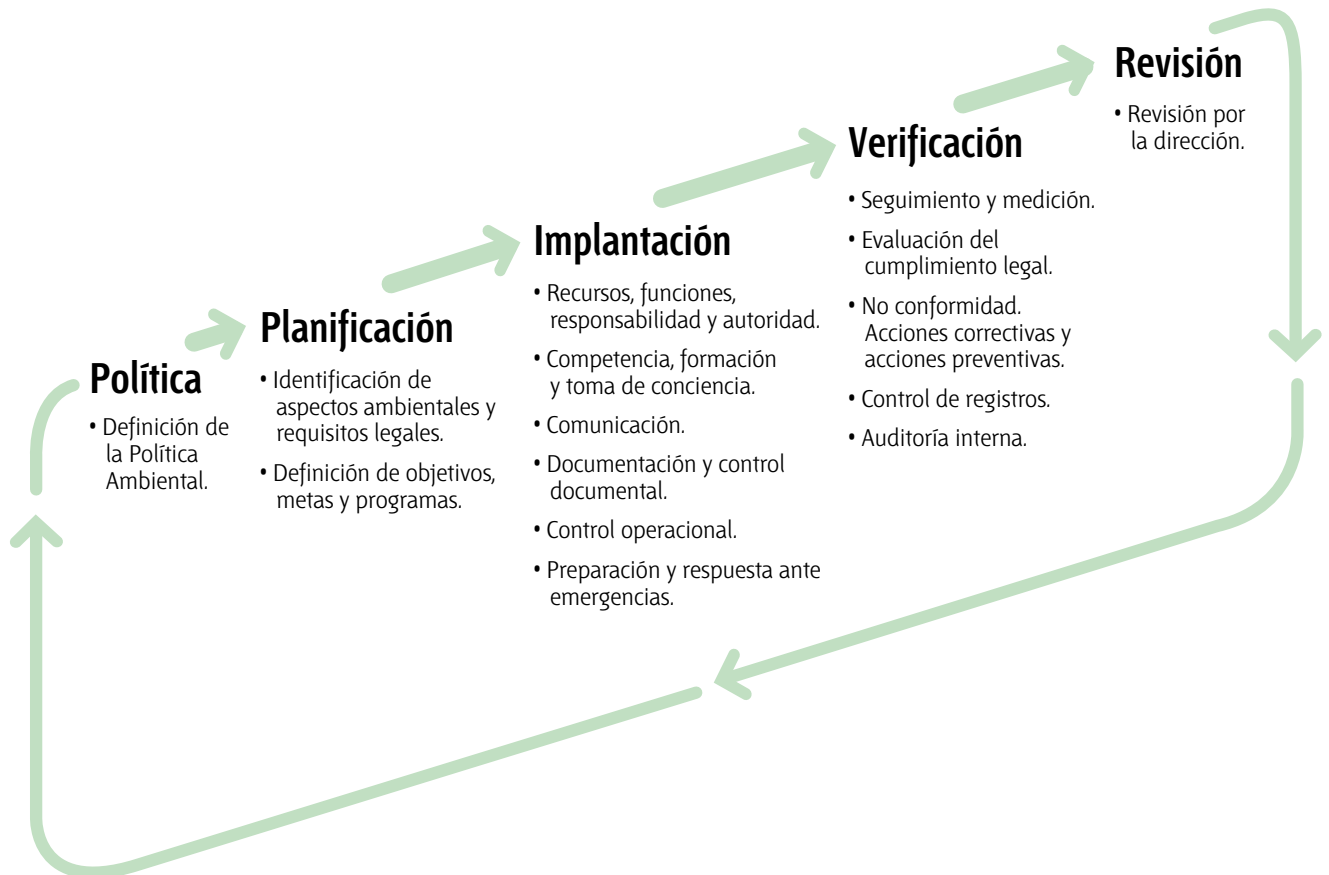 Política
• Definición de
la Política
Ambiental.
Planificación
• Identificación de
aspectos ambientales y
requisitos legales.
• Definición de objetivos,
metas y programas.
Implantación
• Recursos, funciones,
responsabilidad y autoridad.
• Competencia, formación
y toma de conciencia.
• Comunicación.
• Documentación y control
documental.
• Control operacional.
• Preparación y respuesta ante
emergencias.
Verificación
• Seguimiento y medición.
• Evaluación del
cumplimiento legal.
• No conformidad.
Acciones correctivas y
acciones preventivas.
• Control de registros.
• Auditoría interna.
Revisión
• Revisión por
la dirección.